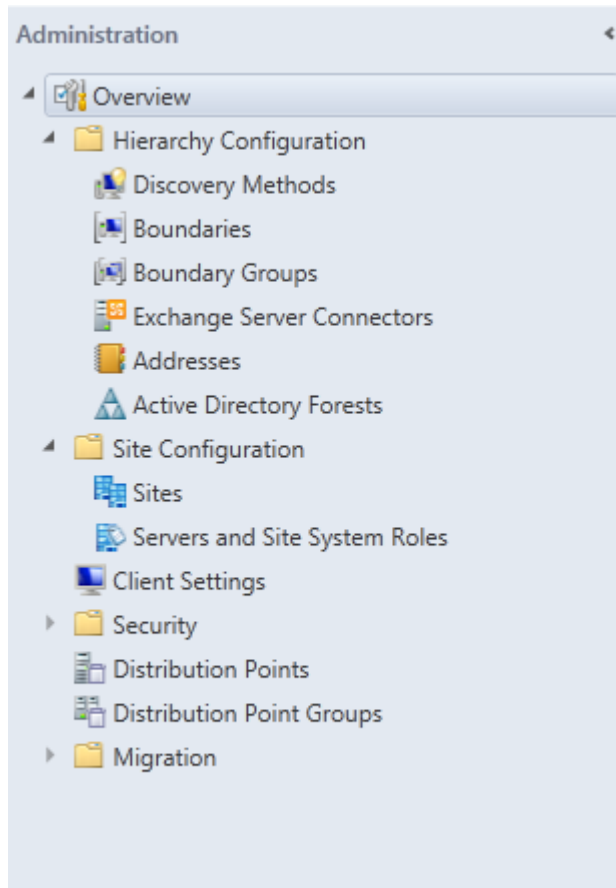 Administration
Overview
Hierarchy Configuration
Discovery Methods
Boundaries
Boundary Groups
Exchange Server Connectors
Addresses
Active Directory Forests
Site Configuration
Sites
Servers and Site System Roles
Client Settings
Security
Distribution Points
Distribution Point Groups
Migration